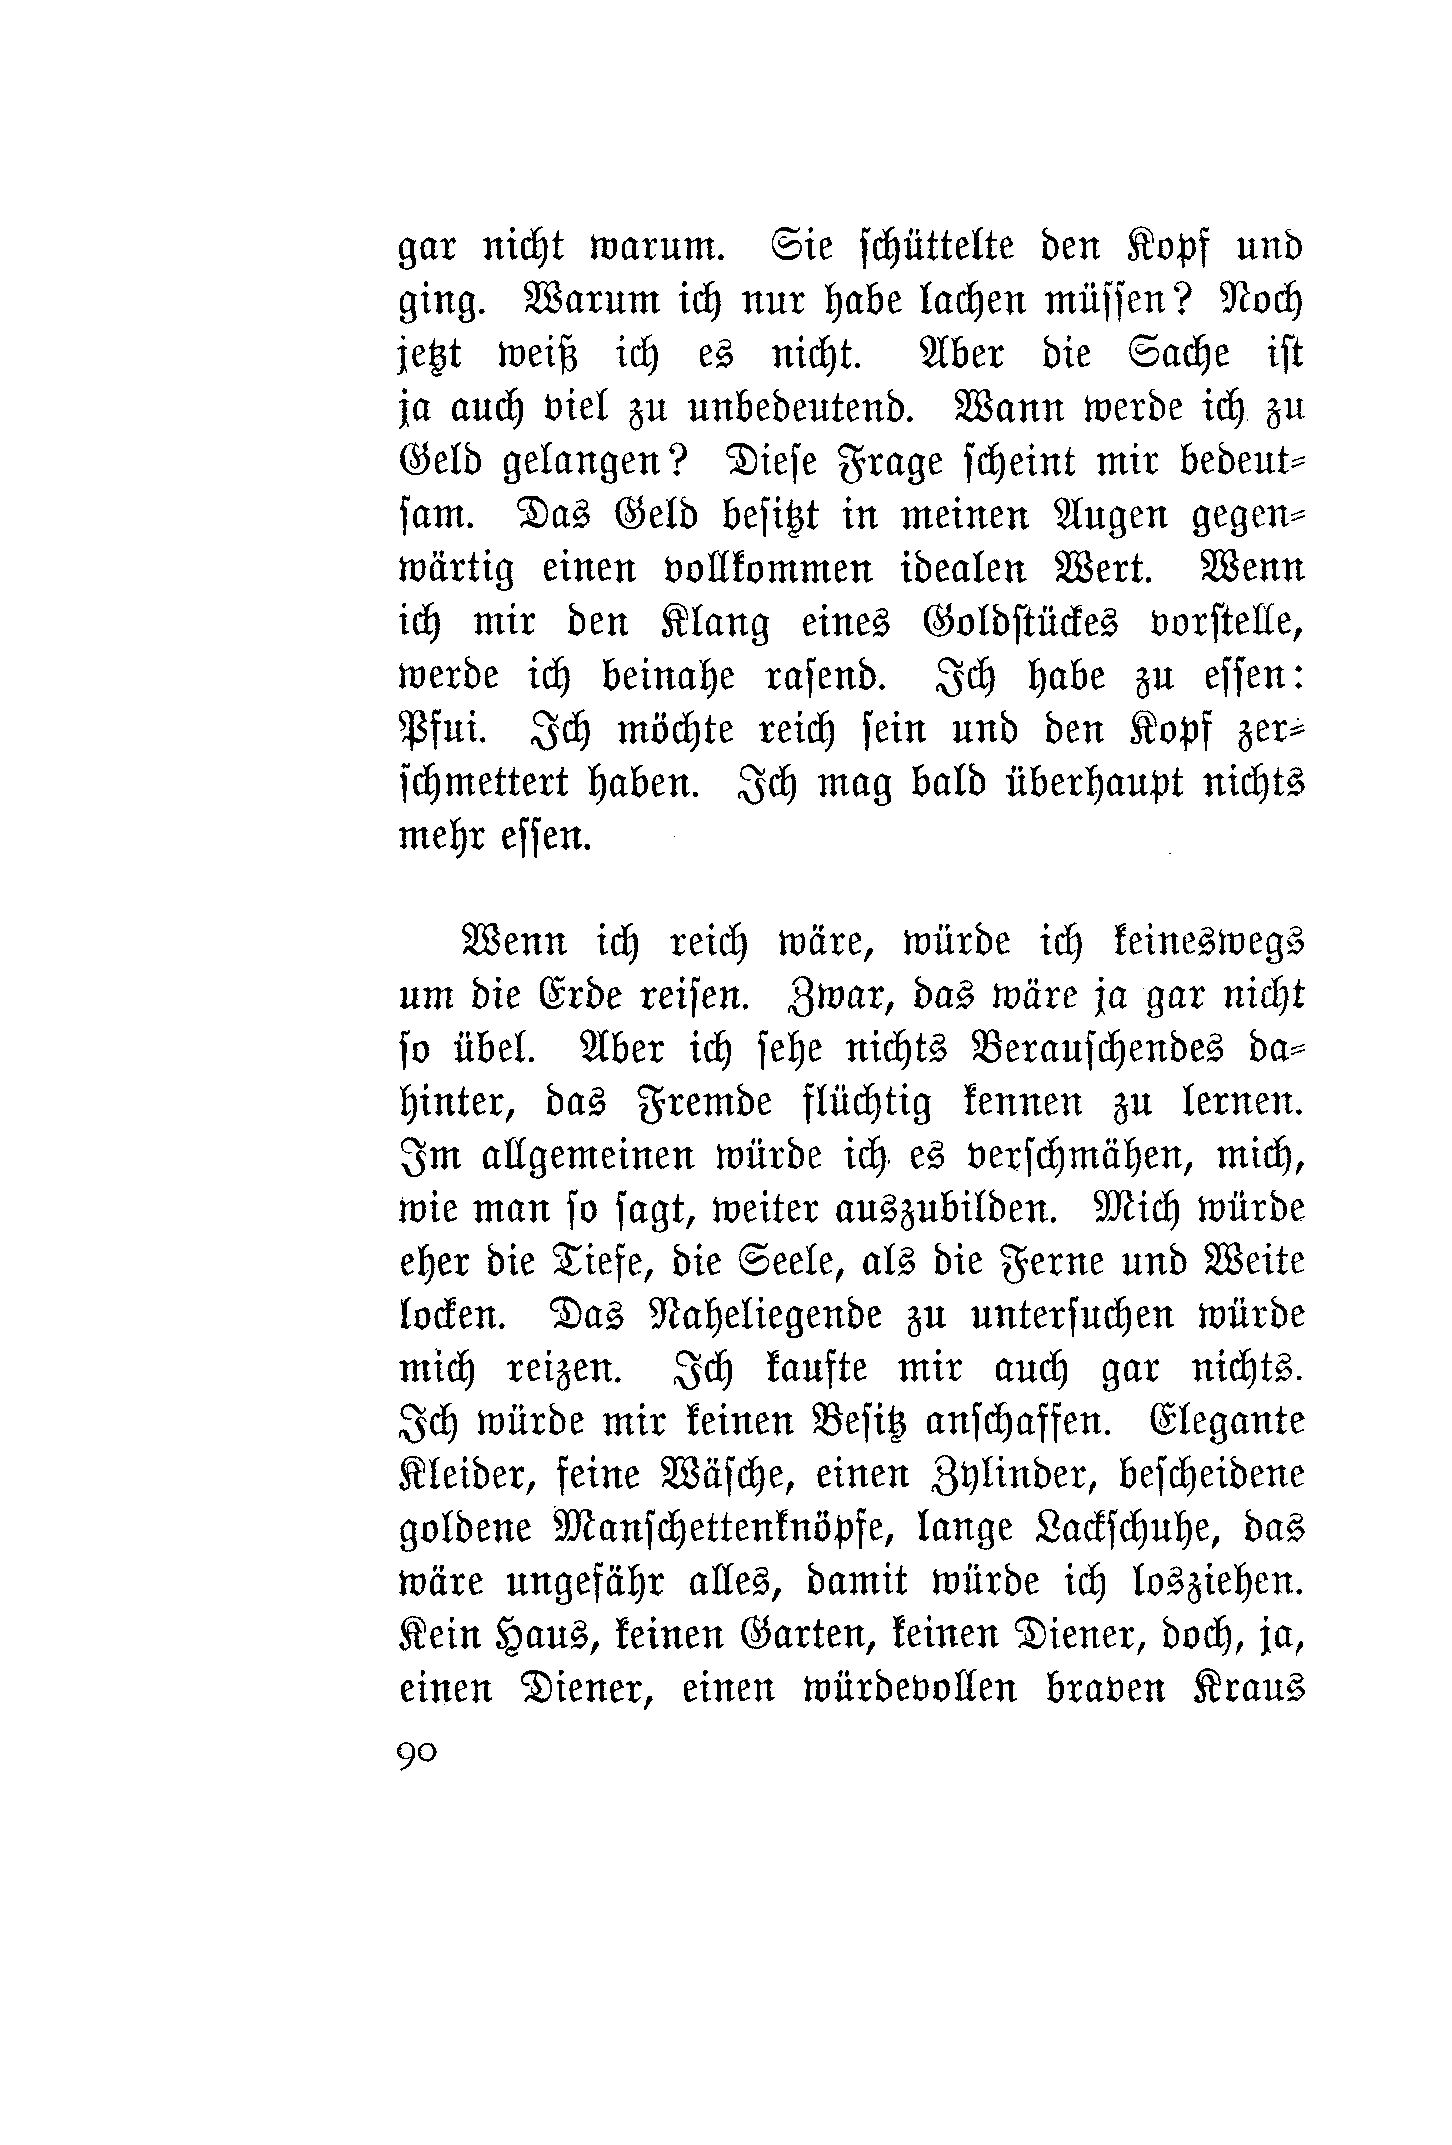 gar nicht warum. Sie schüttelte den Kopf und
ging. Warum ich nur habe lachen müssen? Noch
jetzt weiß ich es nicht. Aber die Sache ist
ja auch viel zu unbedeutend. Wann werde ich zu
Geld gelangen? Diese Frage scheint mir bedeut-
sam. Das Geld besitzt in meinen Augen gegen-
wärtig einen vollkommen idealen Wert. Wenn
ich mir den Klang eines Goldstückes vorstelle,
werde ich beinahe rasend. Ich habe zu essen:
Pfui. Ich möchte reich sein und den Kopf zer-
schmettert haben. Ich mag bald überhaupt nichts
mehr essen.
Wenn ich reich wäre, würde ich keineswegs
um die Erde reisen. Zwar, das wäre ja gar nicht
so übel. Aber ich sehe nichts Berauschendes da-
hinter, das Fremde flüchtig kennen zu lernen.
Im allgemeinen würde ich es verschmähen, mich,
wie man so sagt, weiter auszubilden. Mich würde
eher die Tiefe, die Seele, als die Ferne und Weite
locken. Das Naheliegende zu untersuchen würde
mich reizen. Ich kaufte mir auch gar nichts.
Ich würde mir keinen Besitz anschaffen. Elegante
Kleider, feine Wäsche, einen Zylinder, bescheidene
goldene Manschettenknöpfe, lange Lackschuhe, das
wäre ungefähr alles, damit würde ich losziehen.
Kein Haus, keinen Garten, keinen Diener, doch, ja,
einen Diener, einen würdevollen braven Kraus
90